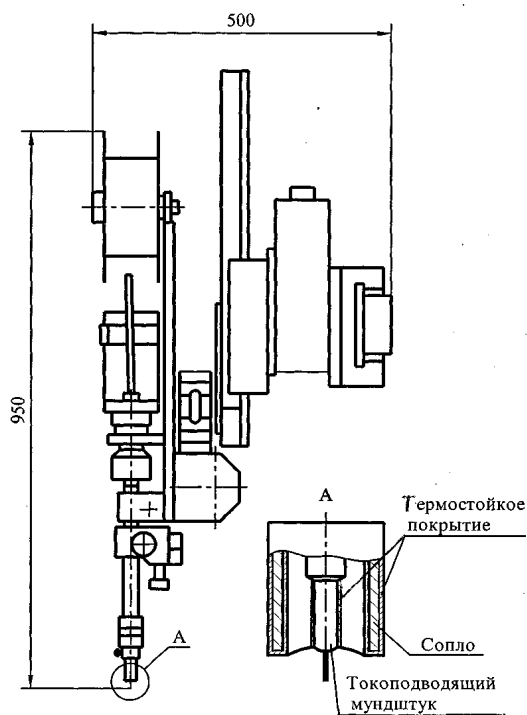 500
950
А
А
Термостойкое
покрытие
Сопло
Токоподводящий
мундштук